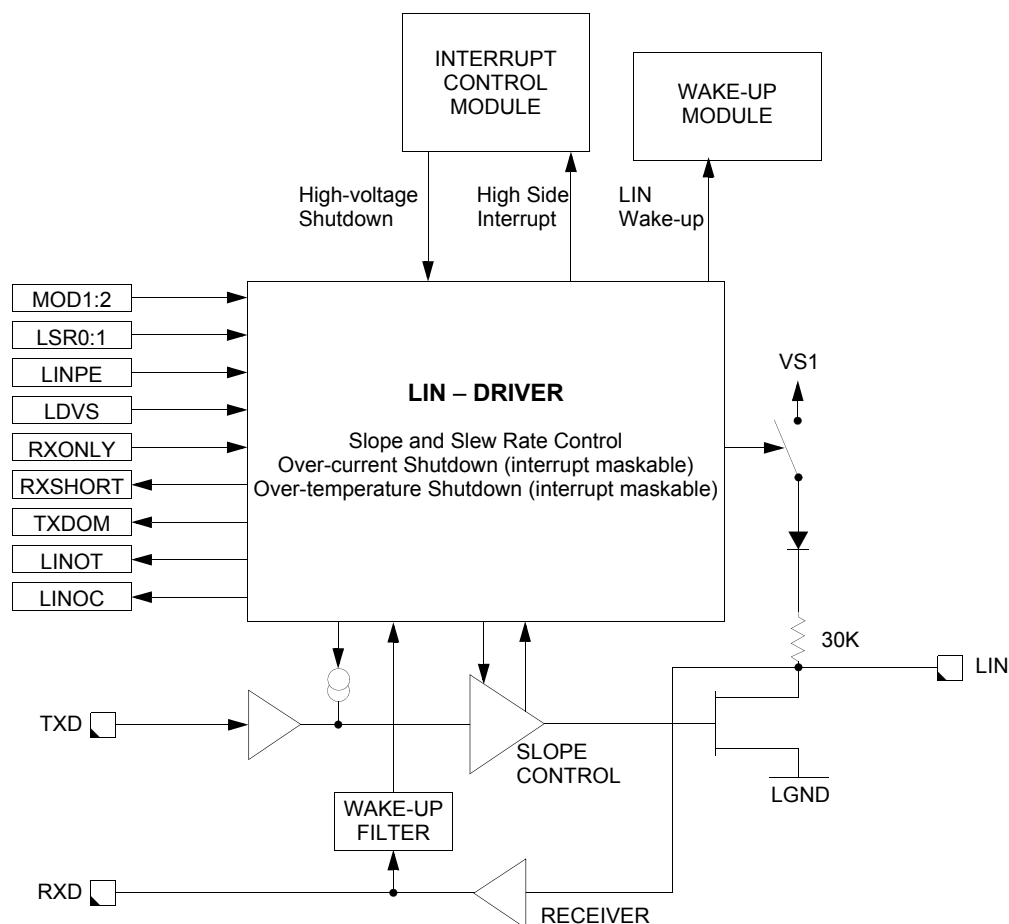 INTERRUPT
CONTROL
MODULE
WAKE-UP
MODULE
High-voltage
Shutdown
High Side
Interrupt
LIN
Wake-up
MOD1:2
LSR0:1
LINPE
LDVS
RXONLY
RXSHORT
TXDOM
LINOT
LINOC
LIN – DRIVER
Slope and Slew Rate Control
Over-current Shutdown (interrupt maskable)
Over-temperature Shutdown (interrupt maskable)
VS1
30K
LIN
TXD
SLOPE
CONTROL
LGND
WAKE-UP
FILTER
RXD
RECEIVER